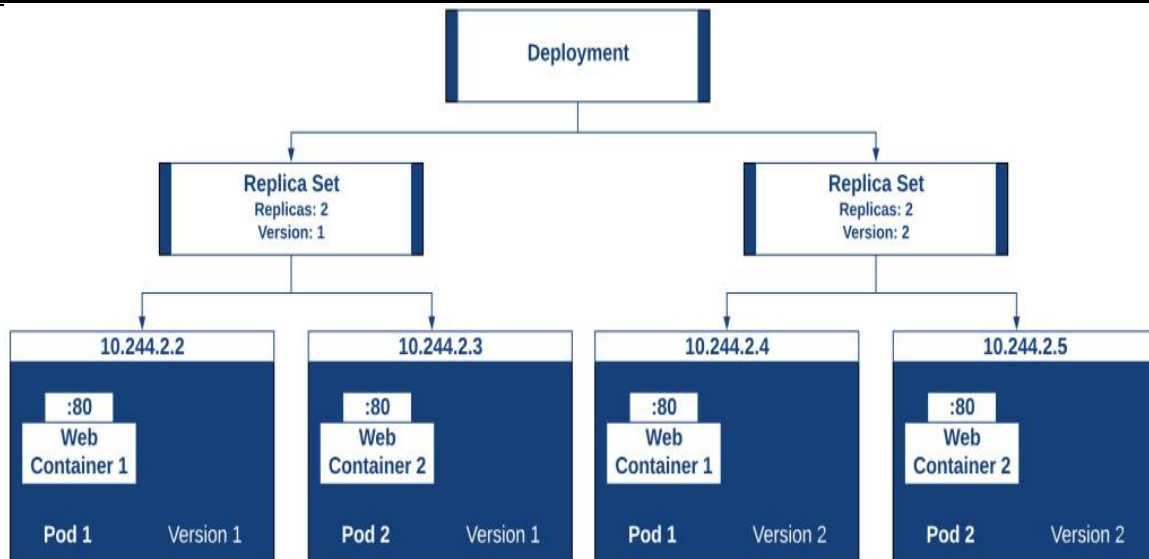 Deployment
Replica Set
Replicas: 2
Version: 1
Replica Set
Replicas: 2
Version: 2
10.244.2.2
:80
Web
Container 1
Pod 1 Version 1
10.244.2.3
:80
Web
Container 2
Pod 2 Version 1
10.244.2.4
:80
Web
Container 1
Pod 1 Version 2
10.244.2.5
:80
Web
Container 2
Pod 2 Version 2